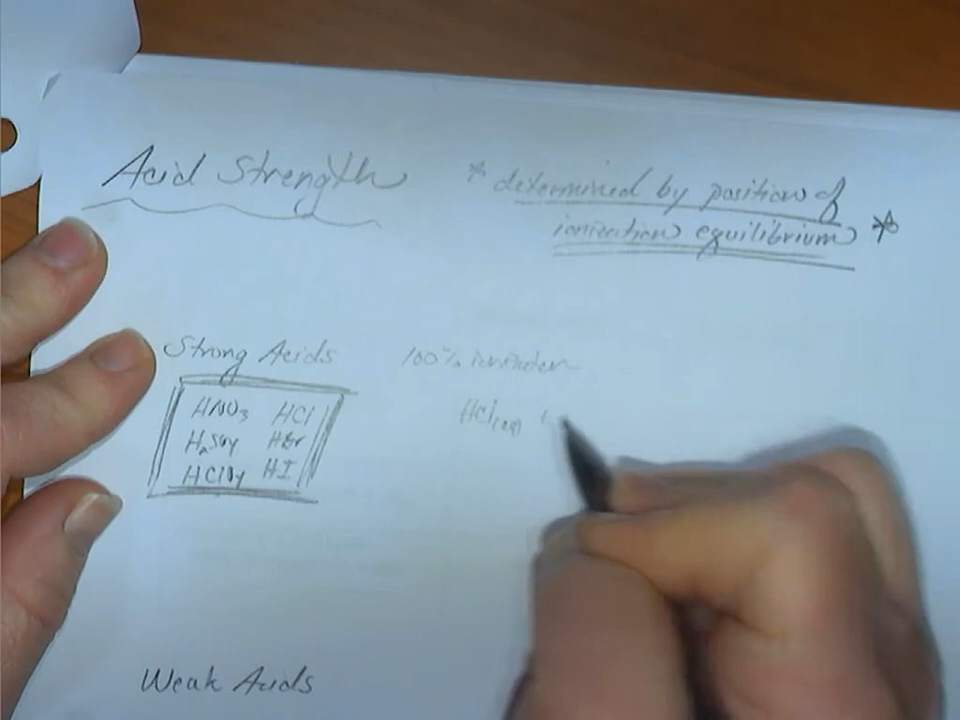 Acid Strength
* determined by position of
ionization equilibrium *
Strong Acids
100% ionization
HNO3 HCl
H2SO4 HBr
HClO4 HI
HCl(aq)
Weak Acids